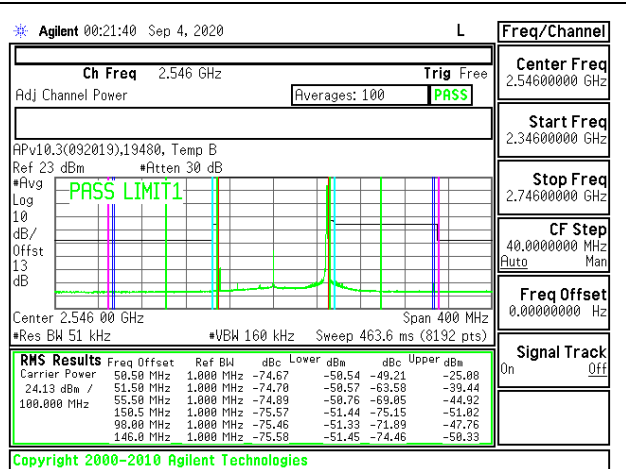 Agilent 00:21:40 Sep 4, 2020 L Freq/Channel
Ch Freq 2.546 GHz Trig Free
Adj Channel Power Averages: 100 PASS
APv10.3(092019),19480, Temp B
Ref 23 dBm #Atten 30 dB
#Avg
Log
10
dB/
Offst
13
dB
PASS LIMIT1
Center 2.546 00 GHz Span 400 MHz
#Res BW 51 kHz #VBW 160 kHz Sweep 463.6 ms (8192 pts)
RMS Results Freq Offset Ref BW dBc Lower dBm dBc Upper dBm
Carrier Power 50.50 MHz 1.000 MHz -74.67 -50.54 -49.21 -25.08
24.13 dBm / 51.50 MHz 1.000 MHz -74.70 -50.57 -63.58 -39.44
100.000 MHz 55.50 MHz 1.000 MHz -74.89 -50.76 -69.05 -44.92
150.5 MHz 1.000 MHz -75.57 -51.44 -75.15 -51.02
98.00 MHz 1.000 MHz -75.46 -51.33 -71.89 -47.76
146.0 MHz 1.000 MHz -75.58 -51.45 -74.46 -50.33
Copyright 2000-2010 Agilent Technologies
Center Freq
2.54600000 GHz
Start Freq
2.34600000 GHz
Stop Freq
2.74600000 GHz
CF Step
40.0000000 MHz
Auto Man
Freq Offset
0.00000000 Hz
Signal Track
On Off